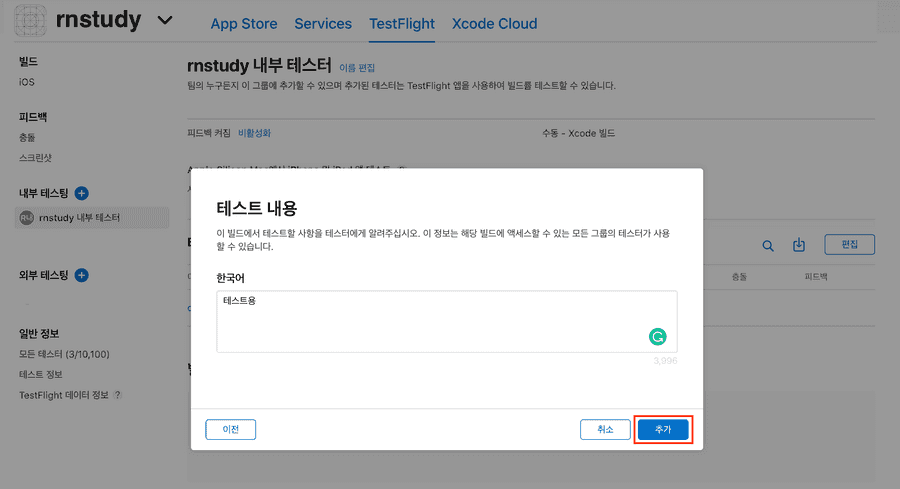 rnstudy
App Store Services TestFlight Xcode Cloud
빌드
iOS
피드백
충돌
스크린샷
내부 테스팅
rnstudy 내부 테스터
외부 테스팅
일반 정보
모든 테스터 (3/10,100)
테스트 정보
TestFlight 데이터 정보 ?
rnstudy 내부 테스터 이름 편집
팀의 누구든지 이 그룹에 추가할 수 있으며 추가된 테스터는 TestFlight 앱을 사용하여 빌드를 테스트할 수 있습니다.
피드백 켜짐 비활성화 수동 - Xcode 빌드
편집
충돌 피드백
테스트 내용
이 빌드에서 테스트할 사항을 테스터에게 알려주십시오. 이 정보는 해당 빌드에 액세스할 수 있는 모든 그룹의 테스터가 사용
할 수 있습니다.
한국어
테스트용
3,996
이전 취소 추가